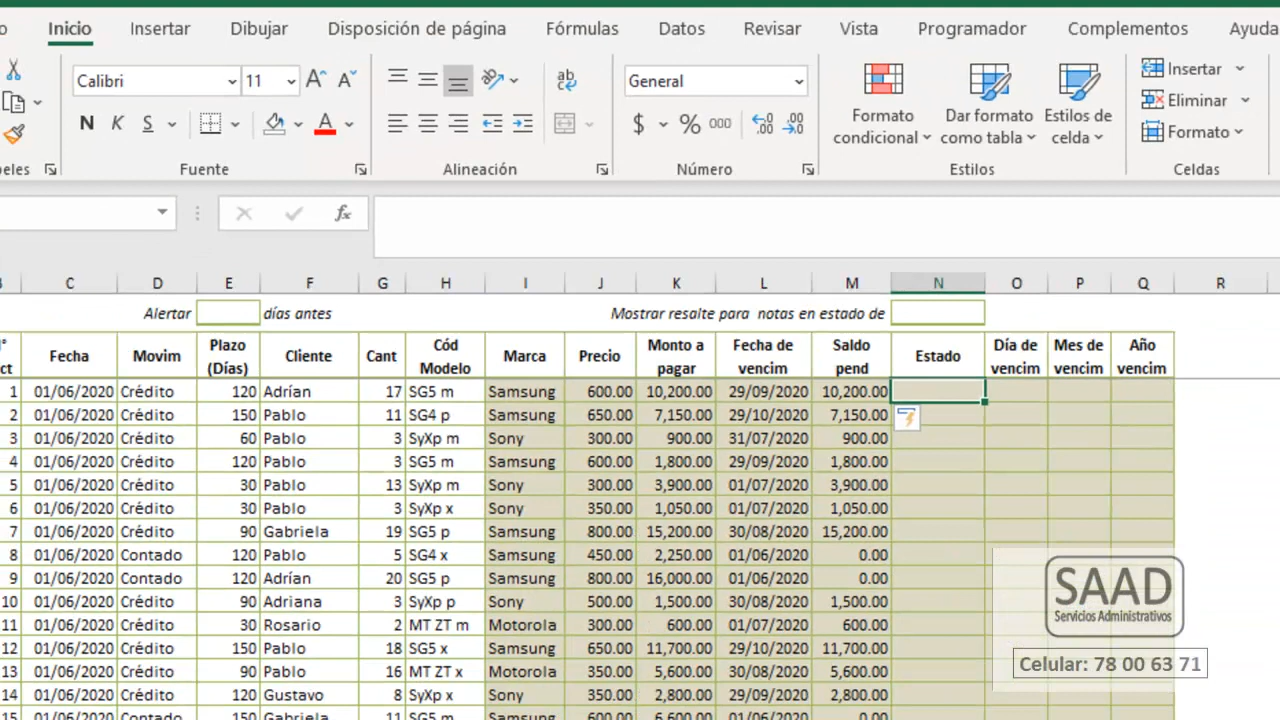 Inicio Insertar Dibujar Disposición de página Fórmulas Datos Revisar Vista Programador Complementos Ayuda
Calibri 11 General
N K S
ab
$ % 000
Formato condicional
Dar formato como tabla
Estilos de celda
Insertar
Eliminar
Formato
Fuente Alineación Número Estilos Celdas
fx
C D E F G H I J K L M N O P Q R
Alertar días antes Mostrar resalte para notas en estado de
Fecha Movim Plazo (Días) Cliente Cant Cód Modelo Marca Precio Monto a pagar Fecha de vencim Saldo pend Estado Día de vencim Mes de vencim Año vencim
1 01/06/2020 Crédito 120 Adrían 17 SG5 m Samsung 600.00 10,200.00 29/09/2020 10,200.00
2 01/06/2020 Crédito 150 Pablo 11 SG4 p Samsung 650.00 7,150.00 29/10/2020 7,150.00
3 01/06/2020 Crédito 60 Pablo 3 SyXp m Sony 300.00 900.00 31/07/2020 900.00
4 01/06/2020 Crédito 120 Pablo 3 SG5 m Samsung 600.00 1,800.00 29/09/2020 1,800.00
5 01/06/2020 Crédito 30 Pablo 13 SyXp m Sony 300.00 3,900.00 01/07/2020 3,900.00
6 01/06/2020 Crédito 30 Pablo 3 SyXp x Sony 350.00 1,050.00 01/07/2020 1,050.00
7 01/06/2020 Crédito 90 Gabriela 19 SG5 p Samsung 800.00 15,200.00 30/08/2020 15,200.00
8 01/06/2020 Contado 120 Pablo 5 SG4 x Samsung 450.00 2,250.00 01/06/2020 0.00
9 01/06/2020 Contado 120 Adrían 20 SG5 p Samsung 800.00 16,000.00 01/06/2020 0.00
10 01/06/2020 Crédito 90 Adriana 3 SyXp p Sony 500.00 1,500.00 30/08/2020 1,500.00
11 01/06/2020 Crédito 30 Rosario 2 MT ZT m Motorola 300.00 600.00 01/07/2020 600.00
12 01/06/2020 Crédito 150 Pablo 18 SG5 x Samsung 650.00 11,700.00 29/10/2020 11,700.00
13 01/06/2020 Crédito 90 Pablo 16 MT ZT x Motorola 350.00 5,600.00 30/08/2020 5,600.00
14 01/06/2020 Crédito 120 Gustavo 8 SyXp x Sony 350.00 2,800.00 29/09/2020 2,800.00
15 01/06/2020 Contado 150 Gabriela 11 SG5 m Samsung 600.00 6,600.00 01/06/2020 0.00
SAAD
Servicios Administrativos
Celular: 78 00 63 71